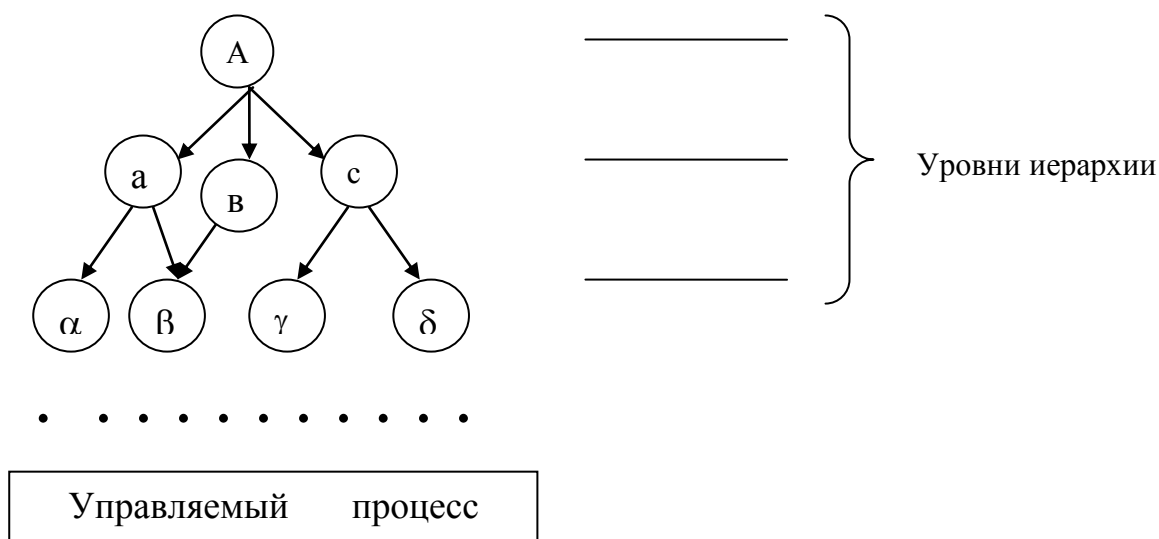 А
а в с
Уровни иерархии
α β γ δ
Управляемый процесс